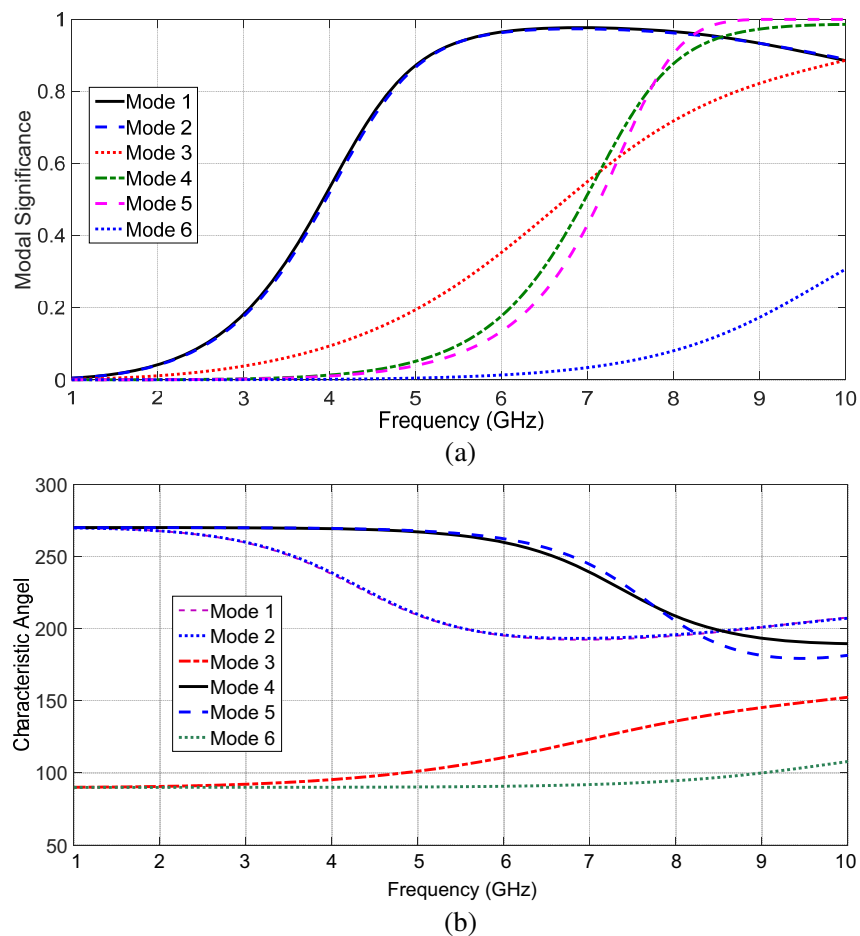 1
0.8
0.6
0.4
0.2
0
Modal Significance
Mode 1
Mode 2
Mode 3
Mode 4
Mode 5
Mode 6
1 2 3 4 5 6 7 8 9 10
Frequency (GHz)
(a)
300
250
200
150
100
50
Characteristic Angel
Mode 1
Mode 2
Mode 3
Mode 4
Mode 5
Mode 6
1 2 3 4 5 6 7 8 9 10
Frequency (GHz)
(b)